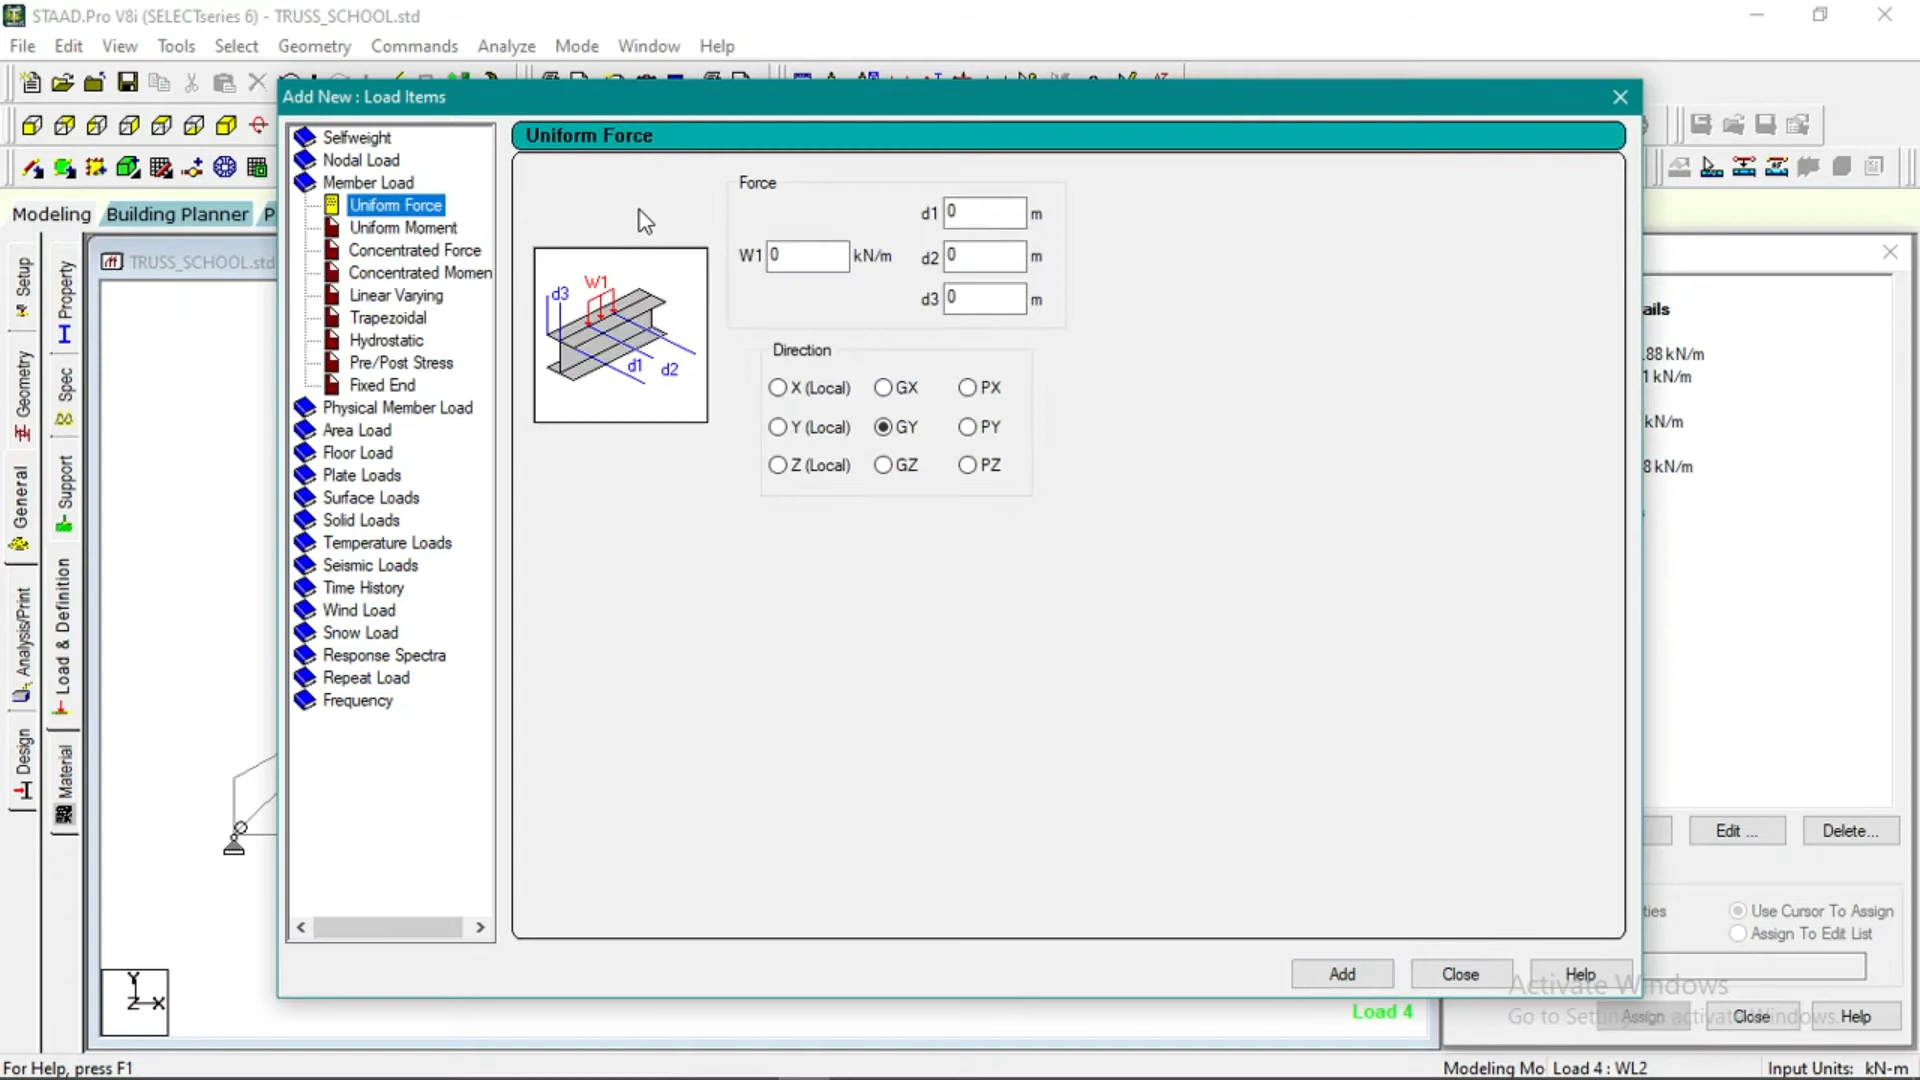 STAAD.Pro V8i (SELECTseries 6) - TRUSS_SCHOOL.std
File Edit View Tools Select Geometry Commands Analyze Mode Window Help
Add New : Load Items
Modeling Building Planner P
TRUSS_SCHOOL.std
Setup
Geometry
General
Analysis/Print
Design
Property
Spec
Support
Load & Definition
Material
Selfweight
Nodal Load
Member Load
Uniform Force
Uniform Moment
Concentrated Force
Concentrated Momen
Linear Varying
Trapezoidal
Hydrostatic
Pre/Post Stress
Fixed End
Physical Member Load
Area Load
Floor Load
Plate Loads
Surface Loads
Solid Loads
Temperature Loads
Seismic Loads
Time History
Wind Load
Snow Load
Response Spectra
Repeat Load
Frequency
Uniform Force
W1
d3
d1
d2
Force
d1 0 m
W1 0 kN/m d2 0 m
d3 0 m
Direction
X (Local) GX PX
Y (Local) GY PY
Z (Local) GZ PZ
Add Close Help
ails
.88 kN/m
1 kN/m
kN/m
8 kN/m
Edit ... Delete...
ties
Use Cursor To Assign
Assign To Edit List
Activate Windows
Go to Settings to activate Windows.
Assign Close Help
Y
Z X
Load 4
For Help, press F1
Modeling Mo Load 4 : WL2 Input Units: kN-m